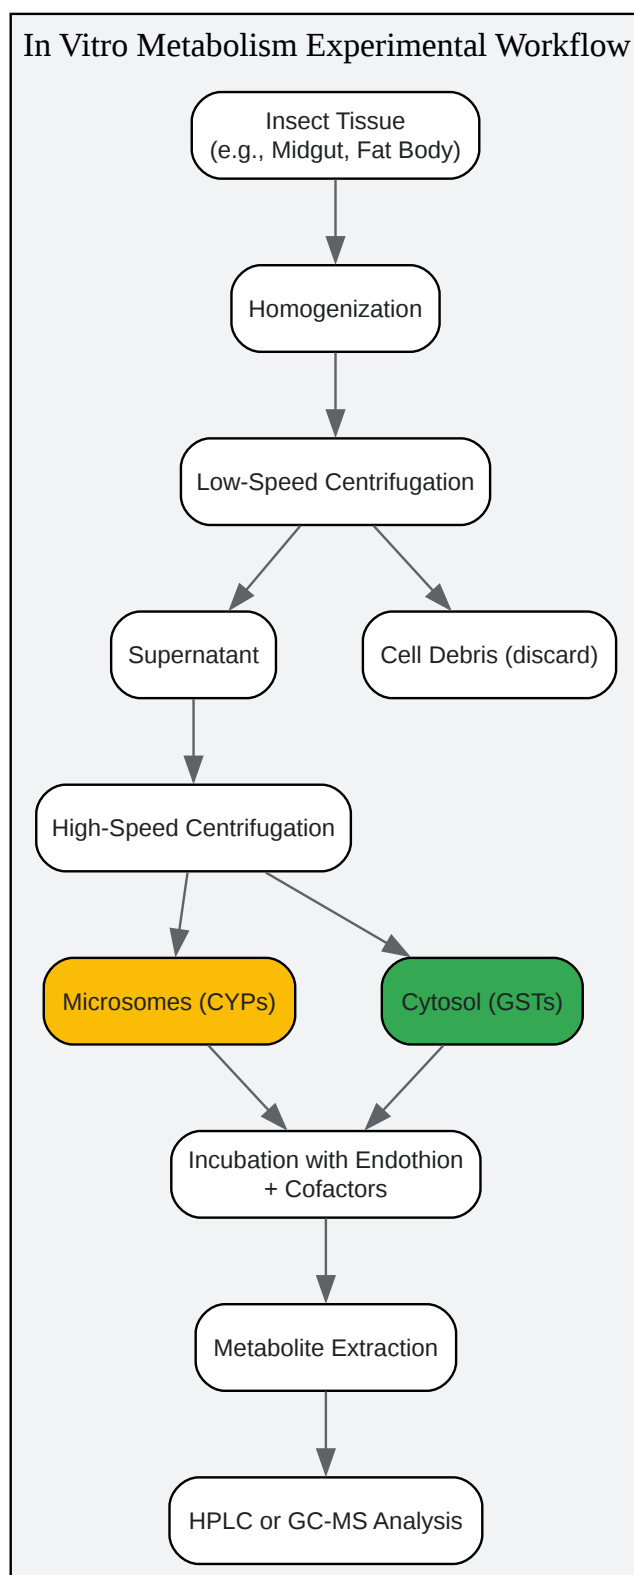 In Vitro Metabolism Experimental Workflow
Insect Tissue
(e.g., Midgut, Fat Body)
Homogenization
Low-Speed Centrifugation
Supernatant
Cell Debris (discard)
High-Speed Centrifugation
Microsomes (CYPs)
Cytosol (GSTs)
Incubation with Endothion
+ Cofactors
Metabolite Extraction
HPLC or GC-MS Analysis